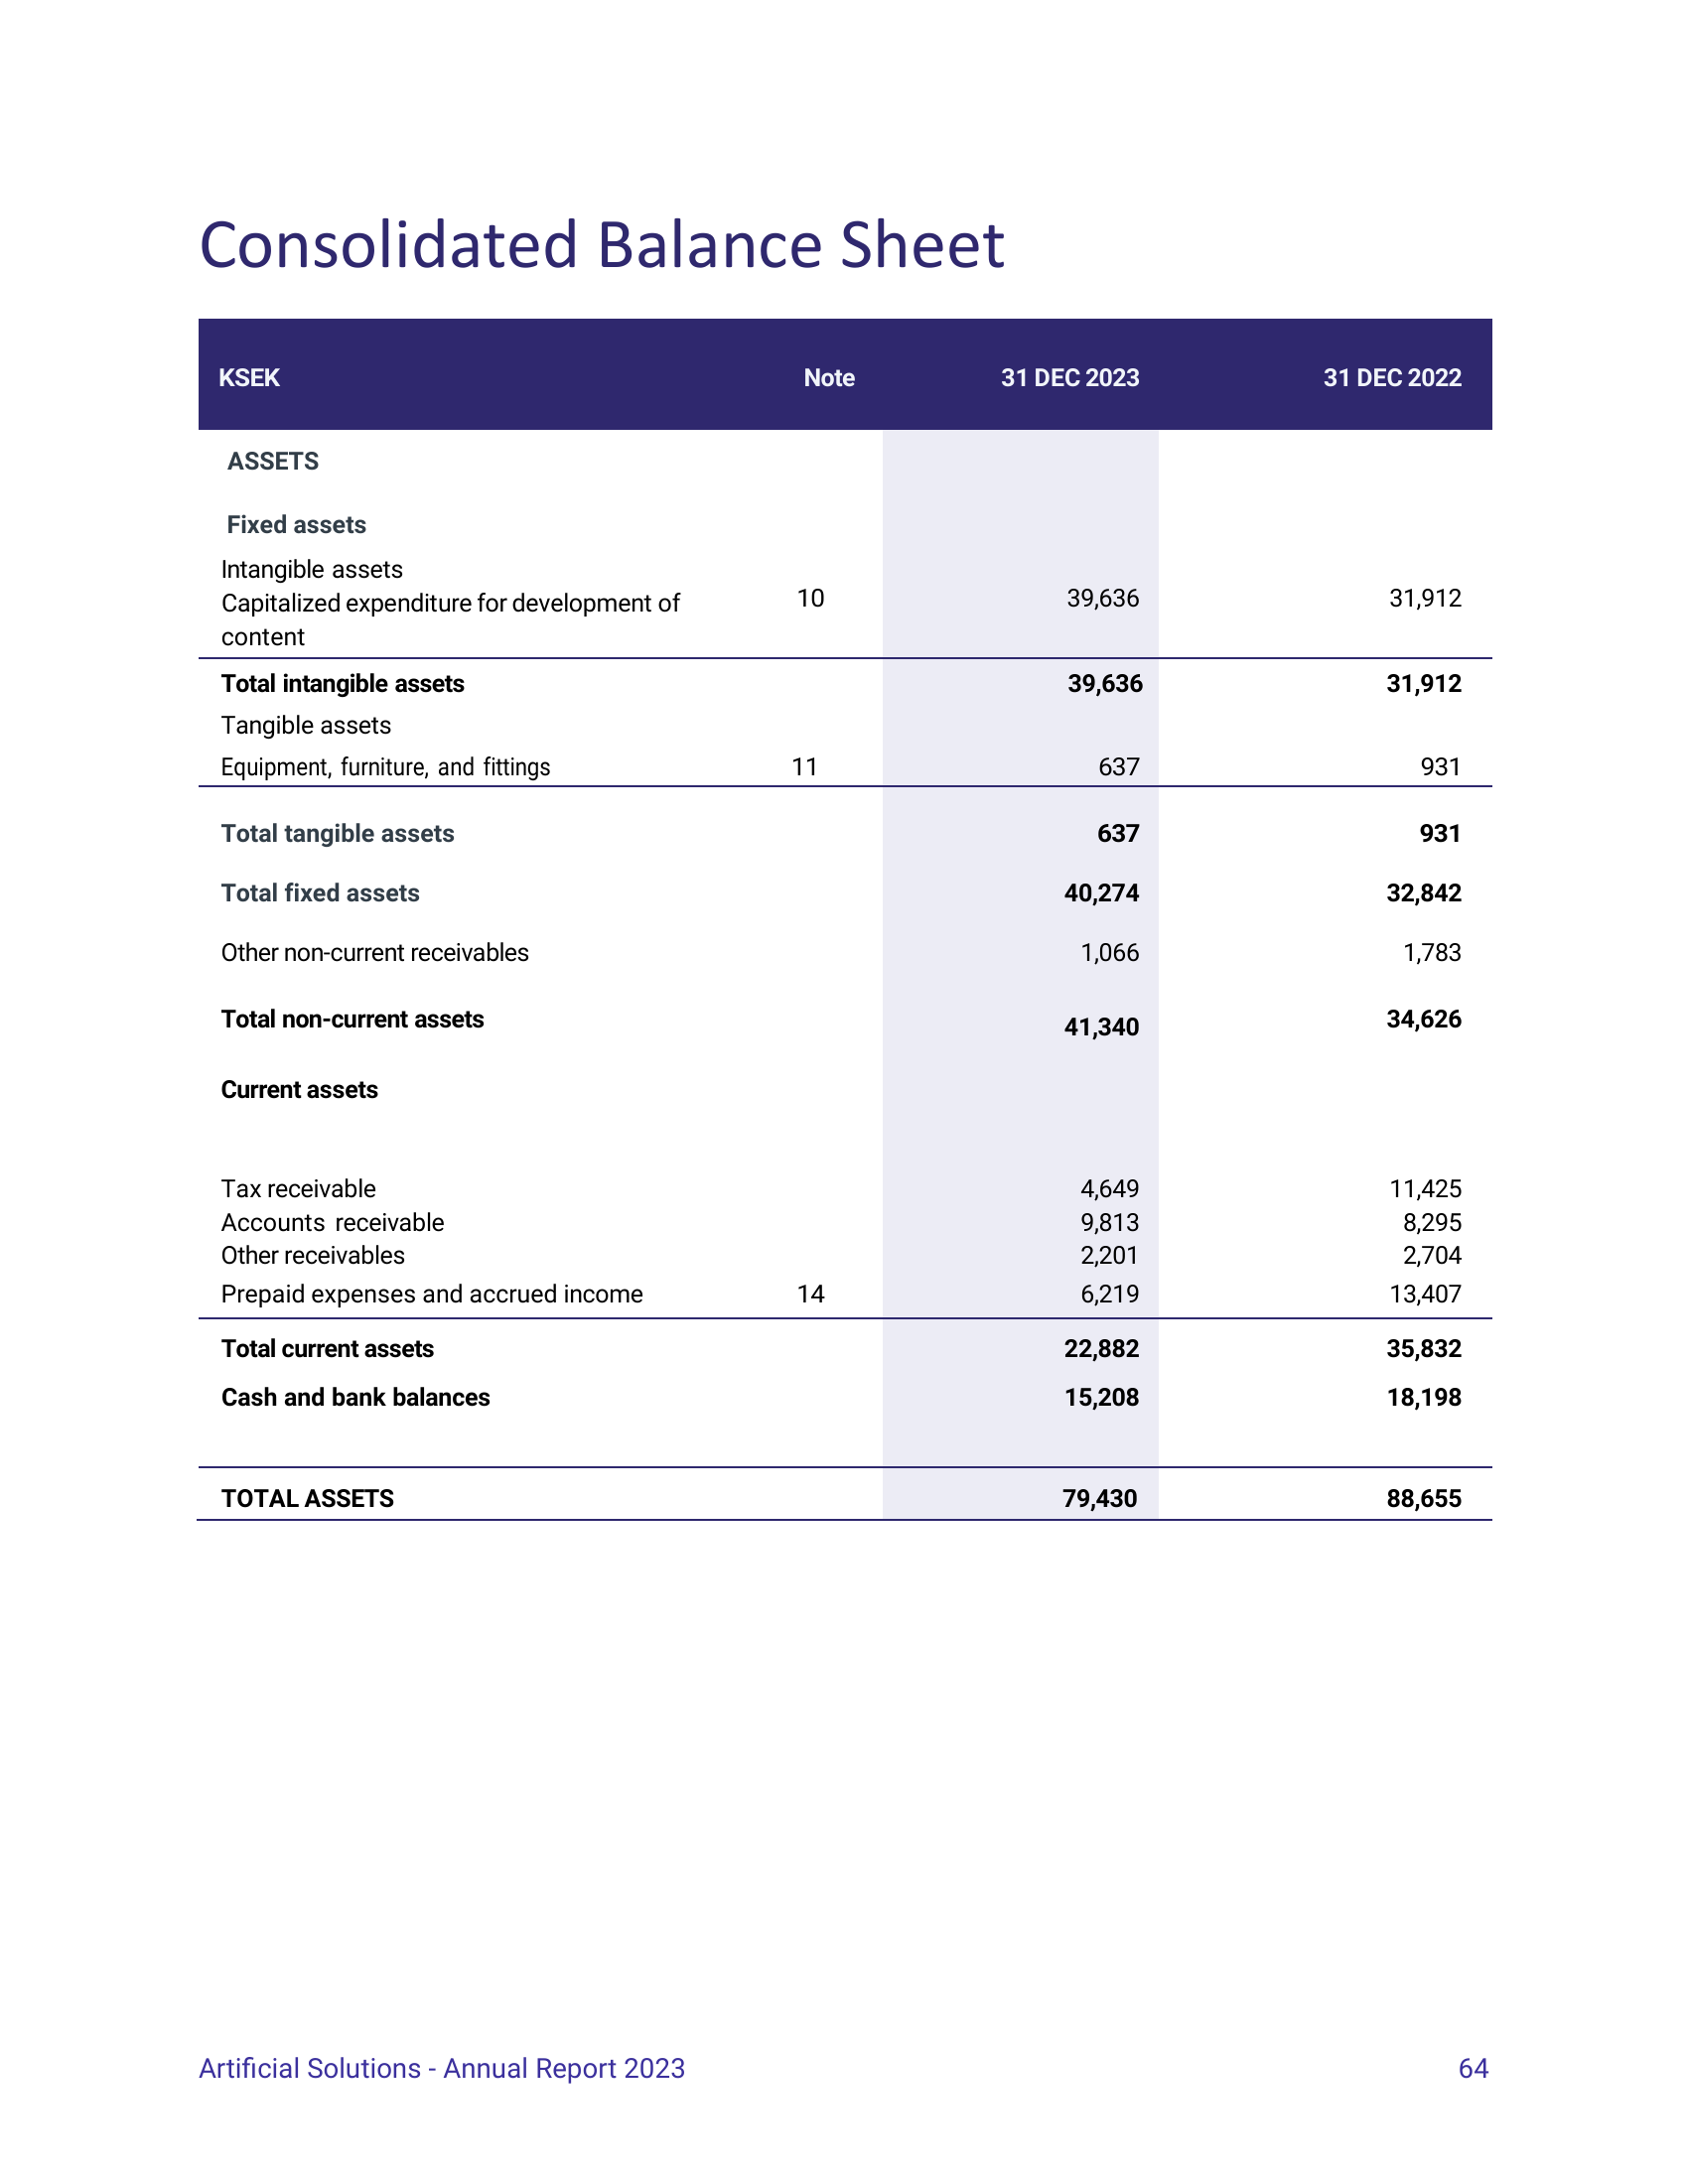 Consolidated Balance Sheet
KSEK Note 31 DEC 2023 31 DEC 2022
ASSETS
Fixed assets
Intangible assets
Capitalized expenditure for development of content 10 39,636 31,912
Total intangible assets 39,636 31,912
Tangible assets
Equipment, furniture, and fittings 11 637 931
Total tangible assets 637 931
Total fixed assets 40,274 32,842
Other non-current receivables 1,066 1,783
Total non-current assets 41,340 34,626
Current assets
Tax receivable 4,649 11,425
Accounts receivable 9,813 8,295
Other receivables 2,201 2,704
Prepaid expenses and accrued income 14 6,219 13,407
Total current assets 22,882 35,832
Cash and bank balances 15,208 18,198
TOTAL ASSETS 79,430 88,655
Artificial Solutions - Annual Report 2023 64